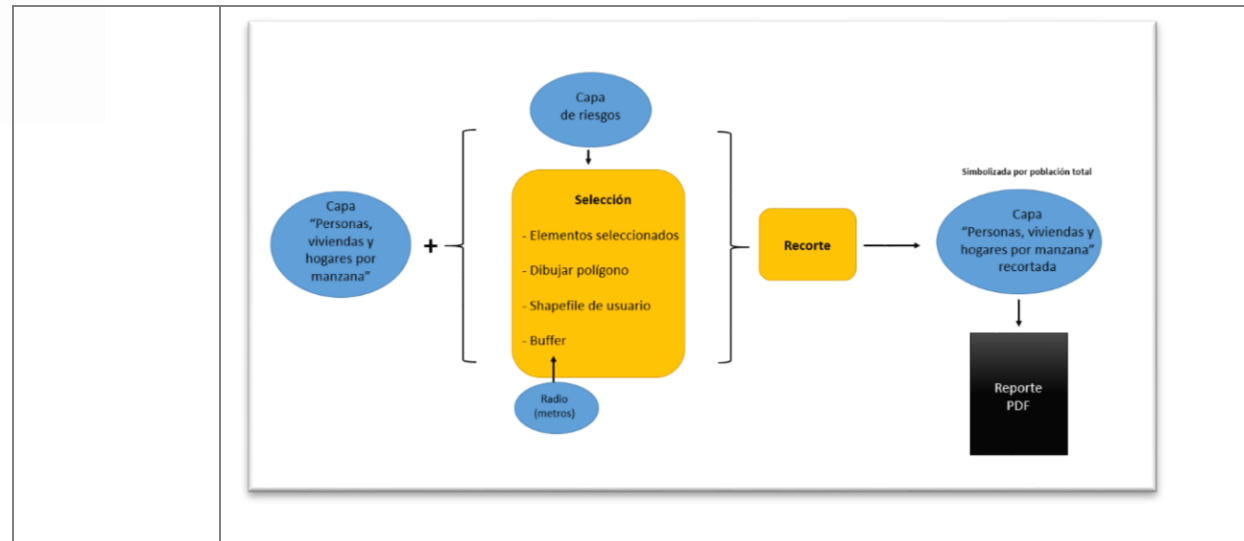 Capa
“Personas,
viviendas y
hogares por
manzana”
+
Capa
de riesgos
Selección
- Elementos seleccionados
- Dibujar polígono
- Shapefile de usuario
- Buffer
Radio
(metros)
Recorte
Simbolizada por población total
Capa
“Personas, viviendas y
hogares por manzana”
recortada
Reporte
PDF